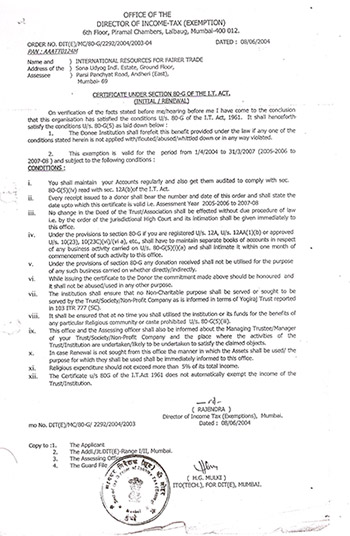 OFFICE OF THE
DIRECTOR OF INCOME-TAX (EXEMPTION)
6th Floor, Piramal Chambers, Lalbaug, Mumbai-400 012.
ORDER NO. DIT(E)/MC/80-G/2292/2004/2003-04 DATED : 08/06/2004
PAN : AAATI0124H
Name and ] INTERNATIONAL RESOURCES FOR FAIRER TRADE
Address of the ] Sona Udyog Indl. Estate, Ground Floor,
Assessee ] Parsi Panchyat Road, Andheri (East),
Mumbai- 69
CERTIFICATE UNDER SECTION 80-G OF THE I.T. ACT.
(INITIAL / RENEWAL)
On verification of the facts stated before me/hearing before me I have come to the conclusion
that this organisation has satisfied the conditions U/s. 80-G of the I.T. Act, 1961. It shall henceforth
satisfy the conditions U/s. 80-G(5) as laid down below :
1. The Donee Institution shall forfeit this benefit provided under the law if any one of the
conditions stated herein is not applied with/flouted/abused/whittled down or in any way violated.
2. This exemption is valid for the period from 1/4/2004 to 31/3/2007 (2005-2006 to
2007-08 ) and subject to the following conditions :
CONDITIONS :
i. You shall maintain your Accounts regularly and also get them audited to comply with sec.
80-G(5)(iv) read with sec. 12A(b)of the I.T. Act.
ii. Every receipt issued to a donor shall bear the number and date of this order and shall state the
date upto which this certificate is valid i.e. Assessment Year 2005-2006 to 2007-08
iii. No change in the Deed of the Trust/Association shall be effected without due procedure of law
i.e. by the order of the jurisdictional High Court and its intimation shall be given immediately to
this office.
iv. Under the provisions to section 80-G if you are registered U/s. 12A, U/s. 12AA(1)(b) or approved
U/s. 10(23), 10(23C)(vi)/(vi a), etc., shall have to maintain separate books of accounts in respect
of any business activity carried on U/s. 80-G(5)(i)(a) and shall intimate it within one month of
commencement of such activity to this office.
v. Under the provisions of section 80-G any donation received shall not be utilised for the purpose
of any such business carried on whether directly/indirectly.
vi. While issuing the certificate to the Donor the commitment made above should be honoured and
it shall not be abused/used in any other purpose.
vii. The institution shall ensure that no Non-Charitable purpose shall be served or sought to be
served by the Trust/Society/Non-Profit Company as is informed in terms of Yogiraj Trust reported
in 103 ITR 777 (SC).
viii. It shall be ensured that at no time you shall utilised the institution or its funds for the benefits of
any particular Religious community or caste prohibited U/s. 80-G(5)(iii).
ix. This office and the Assessing officer shall also be informed about the Managing Trustee/Manager
of your Trust/Society/Non-Profit Company and the place where the activities of the
Trust/Institution are undertaken/likely to be undertaken to satisfy the claimed objects.
x. In case Renewal is not sought from this office the manner in which the Assets shall be used/ the
purpose for which they shall be used shall be immediately informed to this office.
xi. Religious expenditure should not exceed more than 5% of its total Income.
xii. The Certificate u/s 80G of the I.T.Act 1961 does not automatically exempt the income of the
Trust/Institution.
( RAJENDRA )
Director of Income Tax (Exemptions), Mumbai.
mo No. DIT(E)/MC/80-G/ 2292/2004/2003 Dated : 08/06/2004
Copy to :1. The Applicant
2. The Addl./Jt.DIT(E)-Range I/II, Mumbai.
3. The Assessing Officer
4. The Guard File
( H.G. MULKI )
ITO(TECH.), FOR DIT(E), MUMBAI.